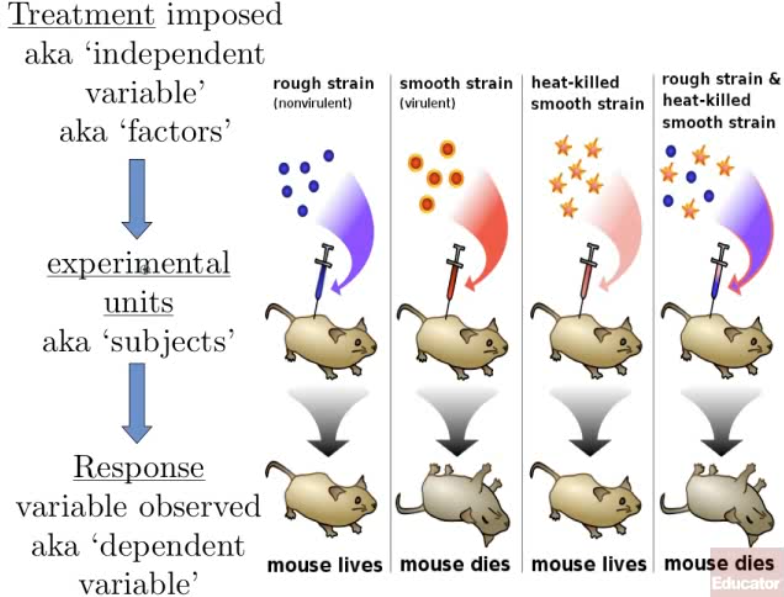 Treatment imposed
aka ‘independent
variable’
aka ‘factors’
experimental
units
aka ‘subjects’
Response
variable observed
aka ‘dependent
variable’
rough strain
(nonvirulent)
smooth strain
(virulent)
heat-killed
smooth strain
rough strain &
heat-killed
smooth strain
mouse lives
mouse dies
mouse lives
mouse dies
Educator